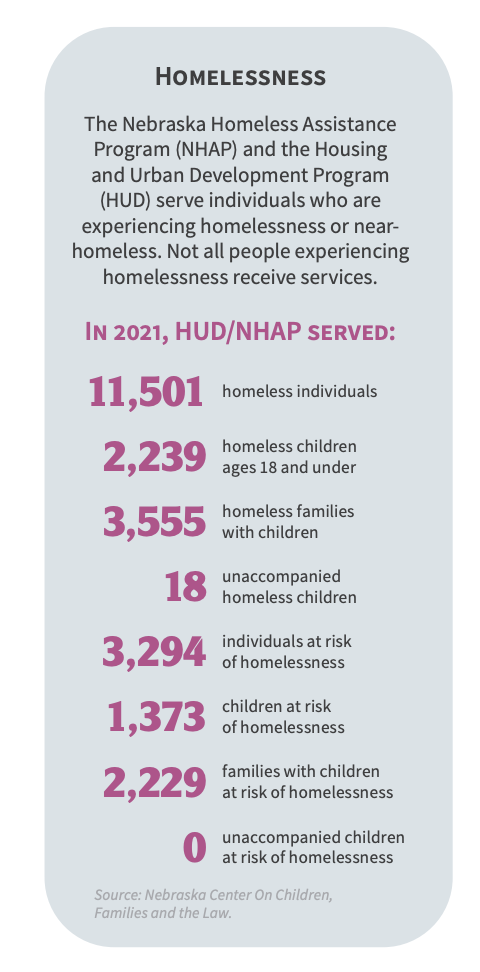 Homelessness
The Nebraska Homeless Assistance
Program (NHAP) and the Housing
and Urban Development Program
(HUD) serve individuals who are
experiencing homelessness or near-
homeless. Not all people experiencing
homelessness receive services.
In 2021, HUD/NHAP served:
11,501 homeless individuals
2,239 homeless children
ages 18 and under
3,555 homeless families
with children
18 unaccompanied
homeless children
3,294 individuals at risk
of homelessness
1,373 children at risk
of homelessness
2,229 families with children
at risk of homelessness
0 unaccompanied children
at risk of homelessness
Source: Nebraska Center On Children,
Families and the Law.